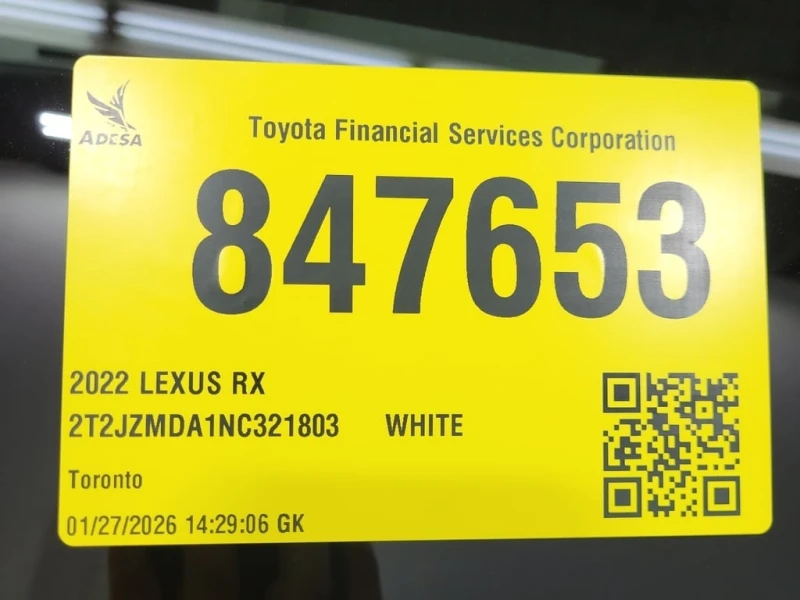 ADESA
Toyota Financial Services Corporation
847653
2022 LEXUS RX
2T2JZMDA1NC321803 WHITE
Toronto
01/27/2026 14:29:06 GK